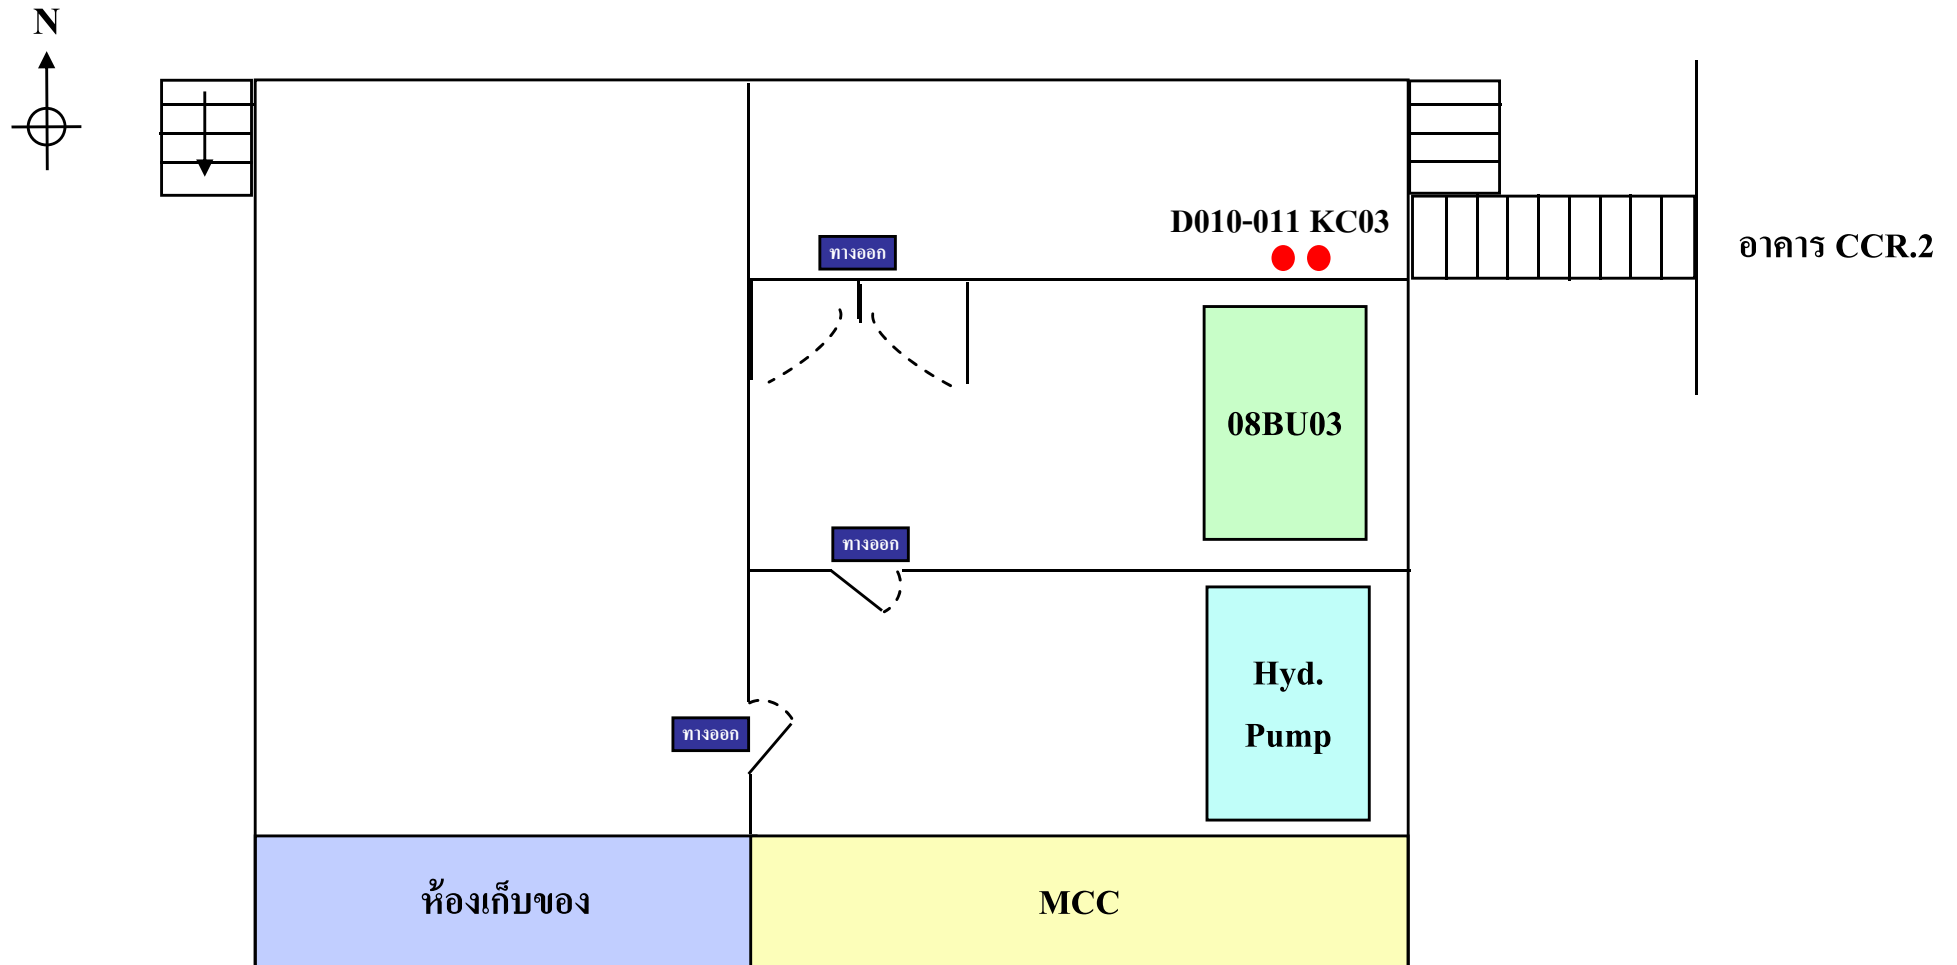 N
D010-011 KC03
ทางออก
อาคาร CCR.2
08BU03
ทางออก
Hyd.
Pump
ทางออก
ห้องเก็บของ
MCC